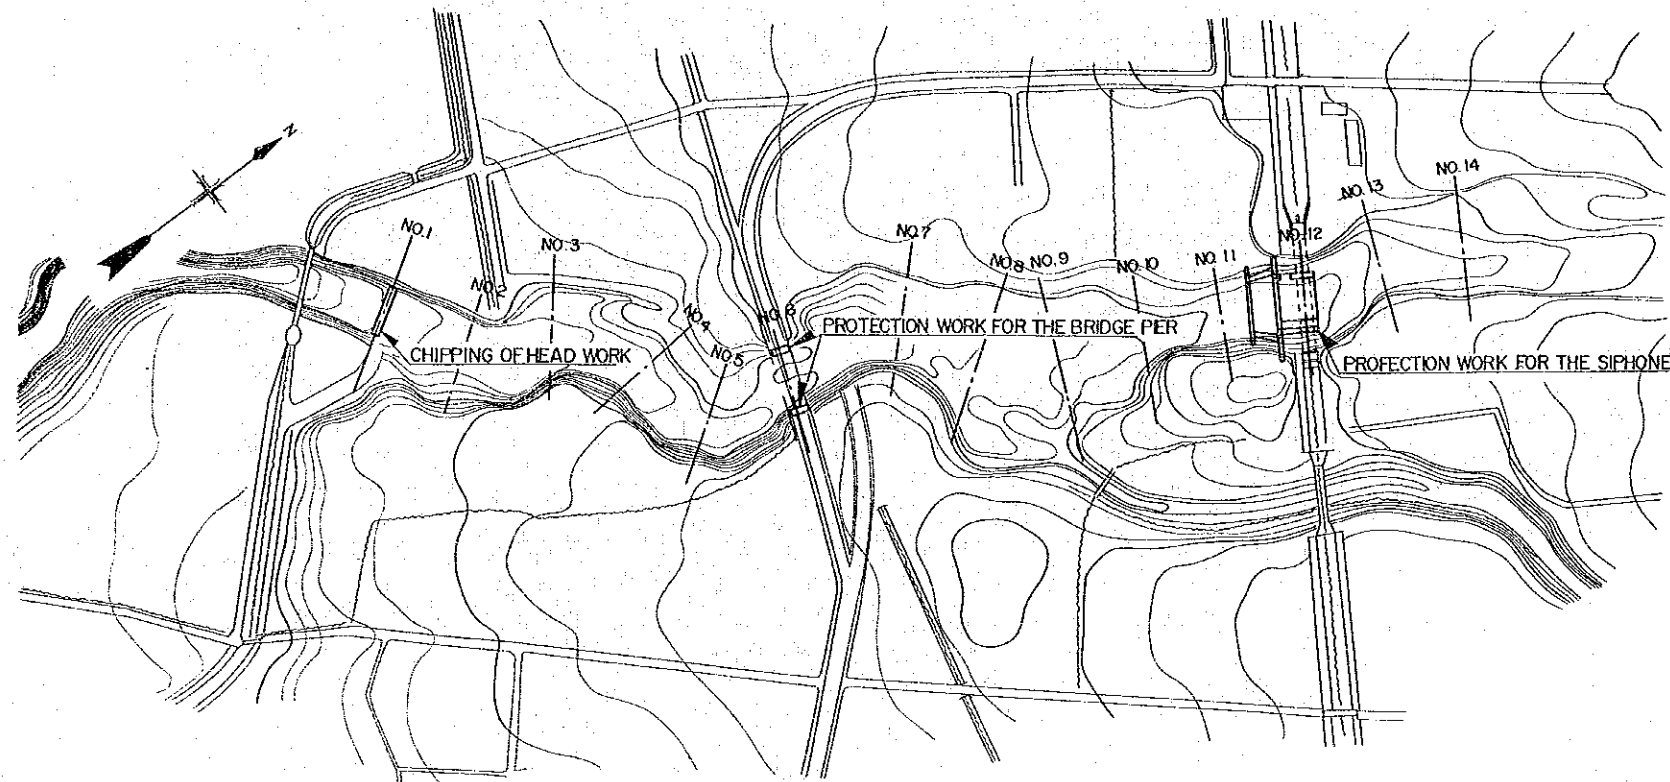 N
NO.1
NO.2
NO.3
NO.4
NO.5
NO.6
NO.7
NO.8
NO.9
NO.10
NO.11
NO.12
NO.13
NO.14
CHIPPING OF HEAD WORK
PROTECTION WORK FOR THE BRIDGE PIER
PROFECTION WORK FOR THE SIPHONE